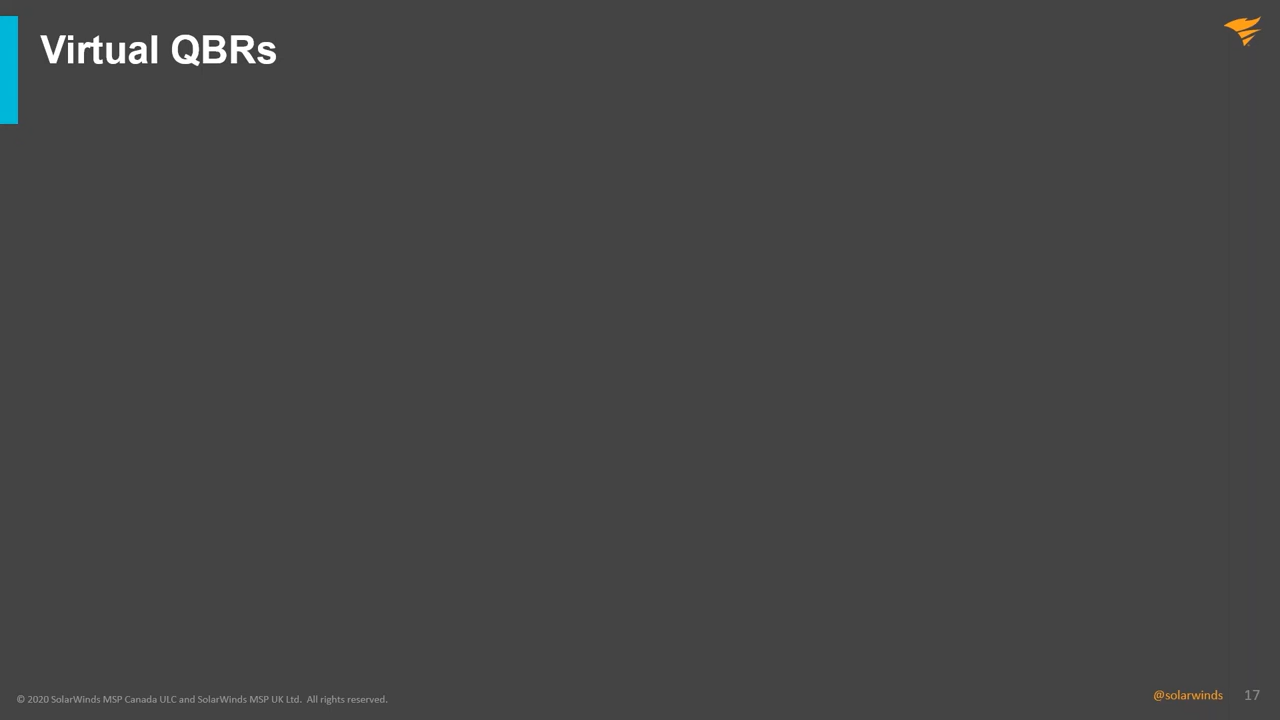 Virtual QBRs
© 2020 SolarWinds MSP Canada ULC and SolarWinds MSP UK Ltd. All rights reserved.
@solarwinds
17